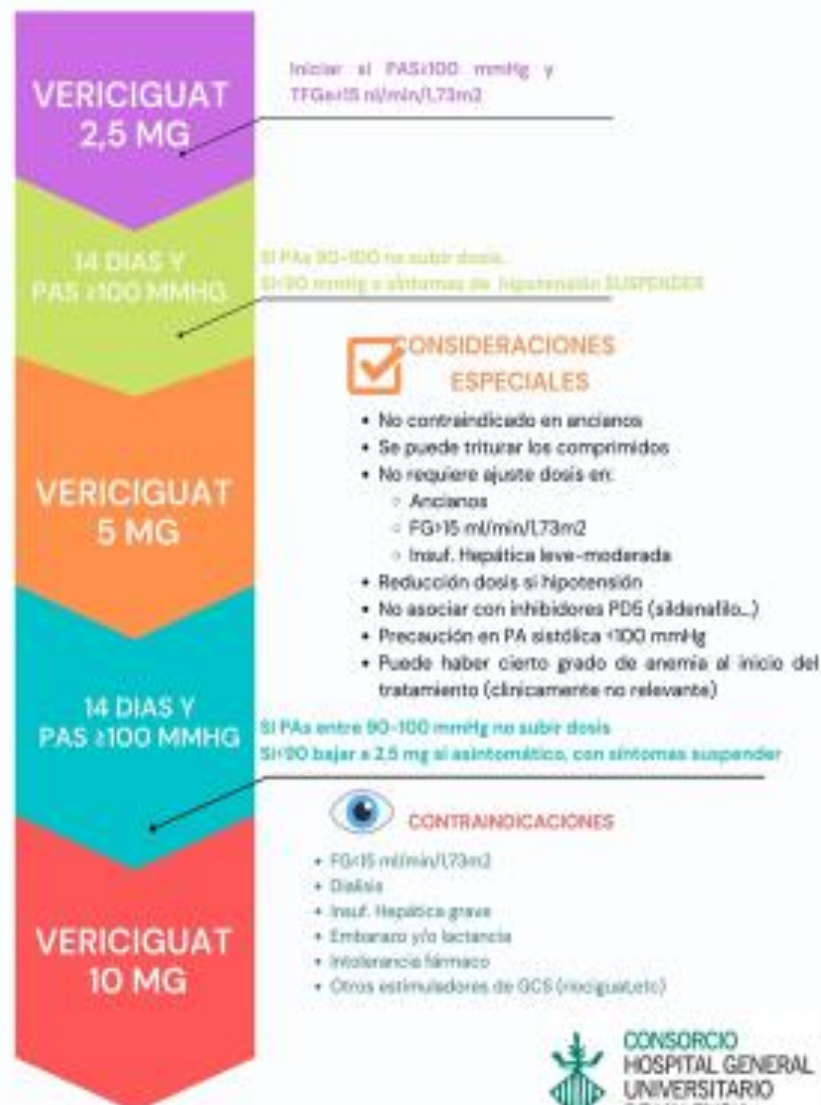 VERICIGUAT
2,5 MG
Iniciar si PAS≥100 mmHg y
TFGe≥15 ml/min/1,73m2
14 DIAS Y
PAS ≥100 MMHG
SI PAs 90-100 no subir dosis.
Si<90 mmHg o síntomas de hipotensión SUSPENDER
CONSIDERACIONES
ESPECIALES
• No contraindicado en ancianos
• Se puede triturar los comprimidos
• No requiere ajuste dosis en:
◦ Ancianos
◦ FG>15 ml/min/1,73m2
◦ Insuf. Hepática leve-moderada
• Reducción dosis si hipotensión
• No asociar con inhibidores PD5 (sildenafilo...)
• Precaución en PA sistólica <100 mmHg
• Puede haber cierto grado de anemia al inicio del
tratamiento (clinicamente no relevante)
VERICIGUAT
5 MG
14 DIAS Y
PAS ≥100 MMHG
SI PAs entre 90-100 mmHg no subir dosis
Si<90 bajar a 2,5 mg si asintomático, con síntomas suspender
CONTRAINDICACIONES
• FG<15 ml/min/1,73m2
• Dialisis
• Insuf. Hepática grave
• Embarazo y/o lactancia
• Intolerancia fármaco
• Otros estimuladores de GCS (riociguat,etc)
VERICIGUAT
10 MG
CONSORCIO
HOSPITAL GENERAL
UNIVERSITARIO